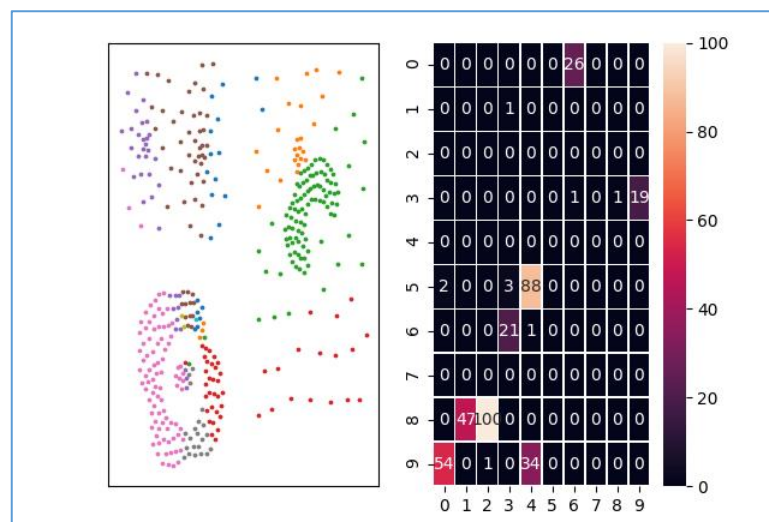 0 0 0 0 0 0 0 26 0 0 0 100
1 0 0 0 1 0 0 0 0 0 0
80
2 0 0 0 0 0 0 0 0 0 0
3 0 0 0 0 0 0 1 0 1 19 60
4 0 0 0 0 0 0 0 0 0 0
5 2 0 0 3 88 0 0 0 0 0 40
6 0 0 0 21 1 0 0 0 0 0
7 0 0 0 0 0 0 0 0 0 0 20
8 0 47 100 0 0 0 0 0 0 0
9 54 0 1 0 34 0 0 0 0 0 0
0 1 2 3 4 5 6 7 8 9